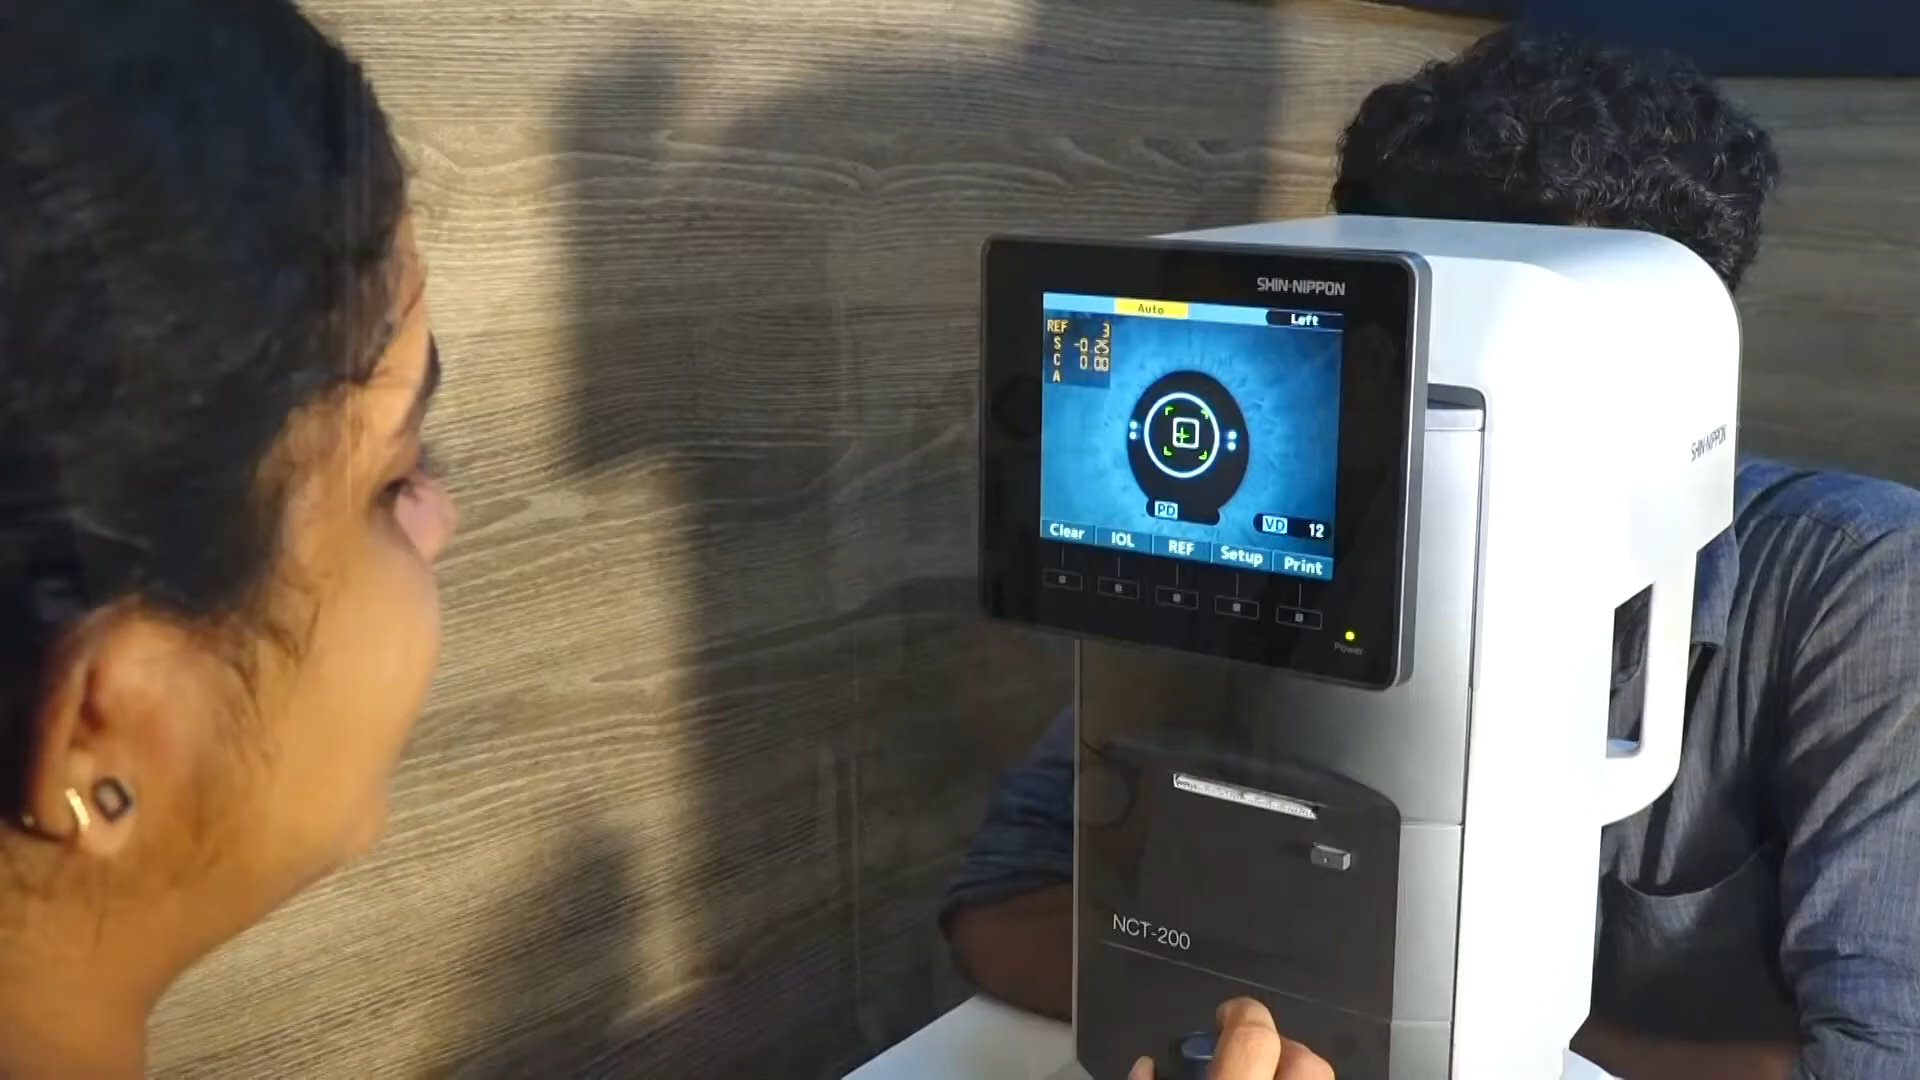 SHIN-NIPPON
Auto
Left
REF 3
S -0.25
C 0.00
A
PD
VD 12
Clear IOL REF Setup Print
Power
SHIN-NIPPON
NCT-200